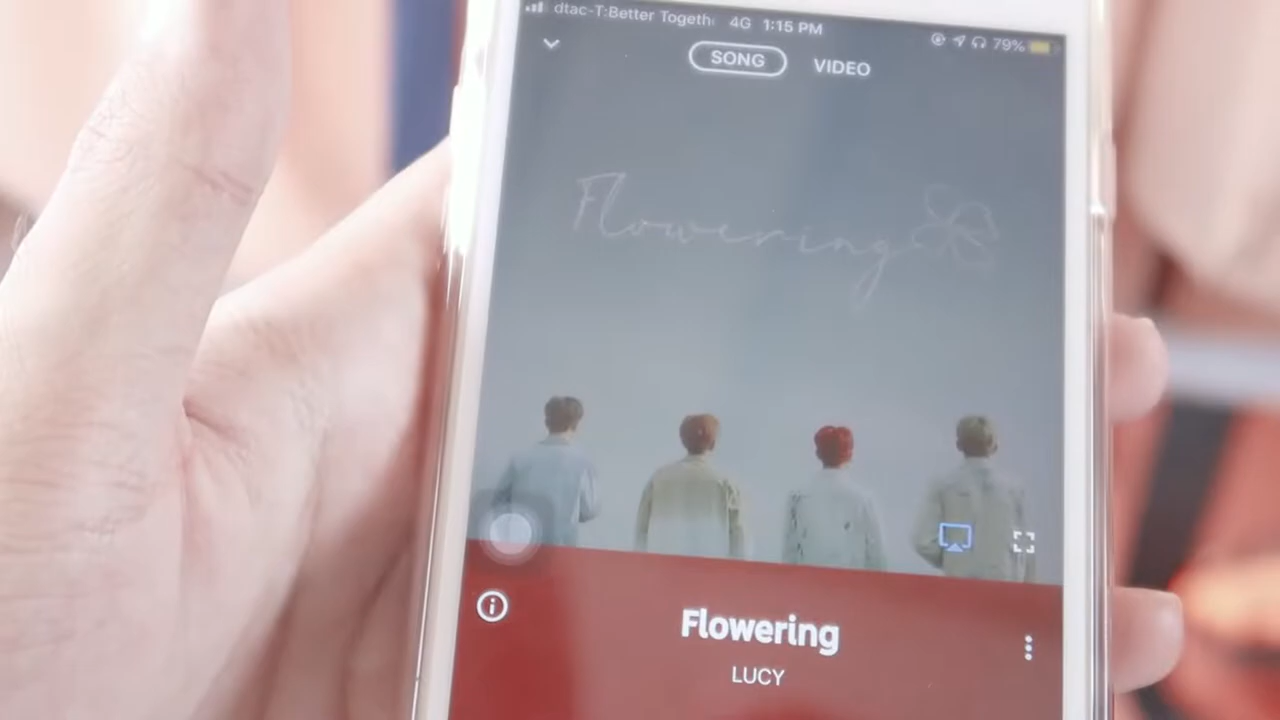 dtac-T:Better Togeth 4G 1:15 PM 79%
SONG VIDEO
Flowering
Flowering
LUCY